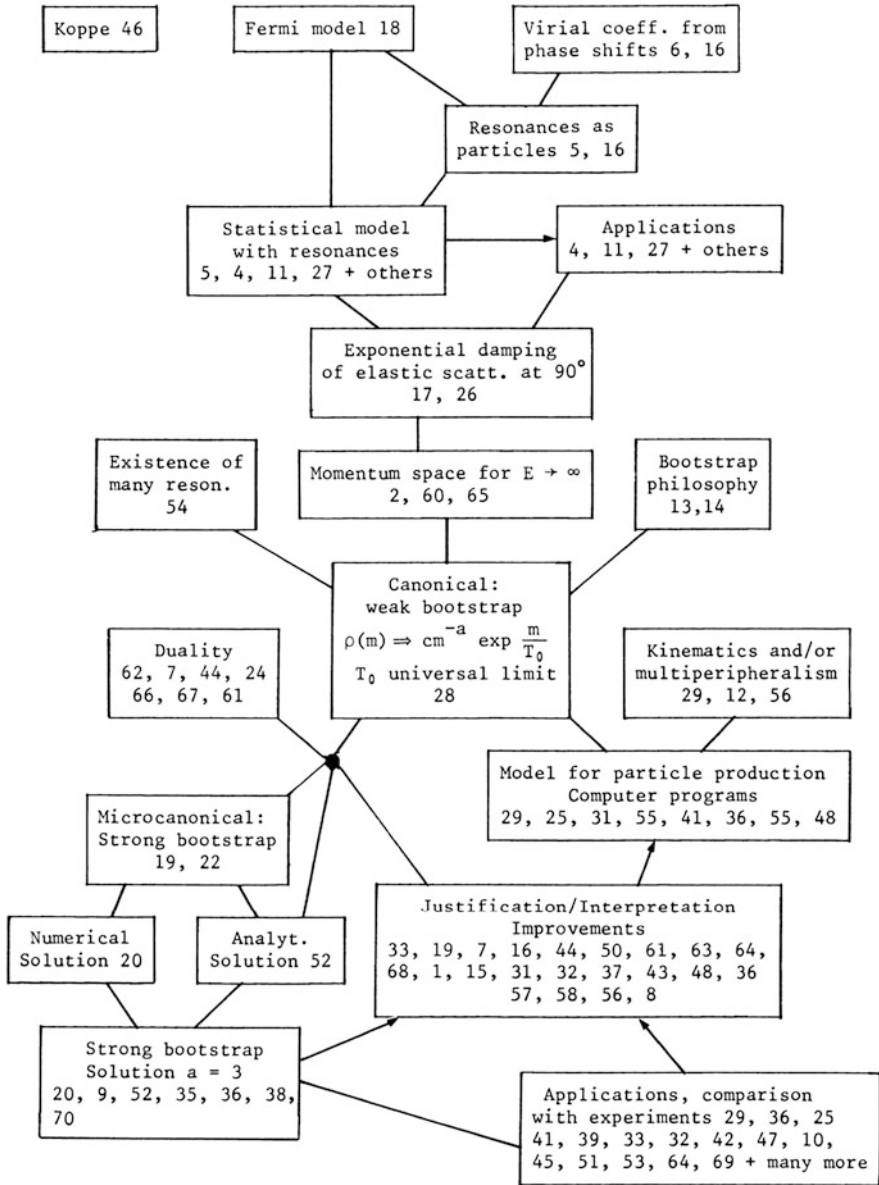 Koppe 46
Fermi model 18
Virial coeff. from
phase shifts 6, 16
Resonances as
particles 5, 16
Statistical model
with resonances
5, 4, 11, 27 + others
Applications
4, 11, 27 + others
Exponential damping
of elastic scatt. at 90°
17, 26
Existence of
many reson.
54
Momentum space for E → ∞
2, 60, 65
Bootstrap
philosophy
13,14
Canonical:
weak bootstrap
ρ(m) ⇒ cm^-a exp m/T₀
T₀ universal limit
28
Duality
62, 7, 44, 24
66, 67, 61
Kinematics and/or
multiperipheralism
29, 12, 56
Model for particle production
Computer programs
29, 25, 31, 55, 41, 36, 55, 48
Microcanonical:
Strong bootstrap
19, 22
Numerical
Solution 20
Analyt.
Solution 52
Justification/Interpretation
Improvements
33, 19, 7, 16, 44, 50, 61, 63, 64,
68, 1, 15, 31, 32, 37, 43, 48, 36
57, 58, 56, 8
Strong bootstrap
Solution a = 3
20, 9, 52, 35, 36, 38,
70
Applications, comparison
with experiments 29, 36, 25
41, 39, 33, 32, 42, 47, 10,
45, 51, 53, 64, 69 + many more